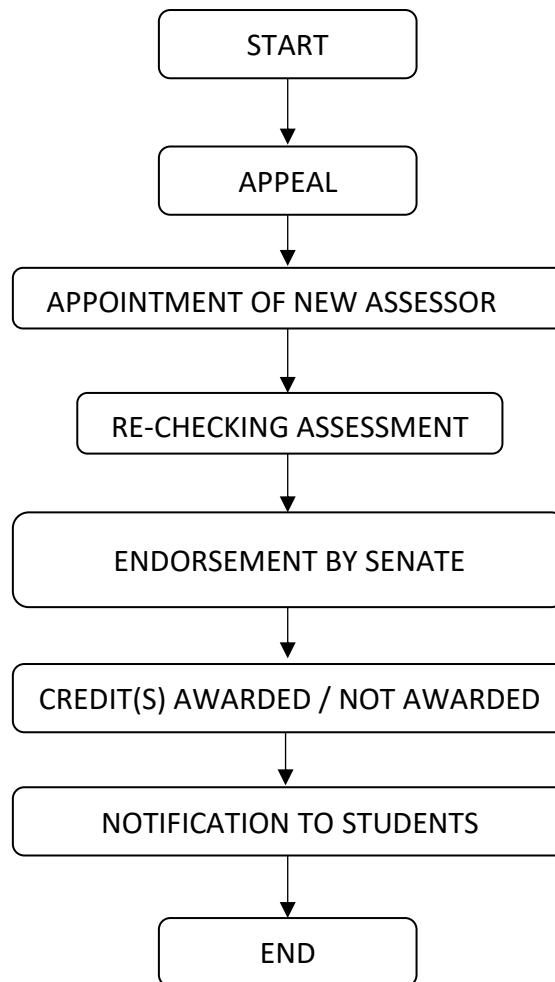 START
APPEAL
APPOINTMENT OF NEW ASSESSOR
RE-CHECKING ASSESSMENT
ENDORSEMENT BY SENATE
CREDIT(S) AWARDED / NOT AWARDED
NOTIFICATION TO STUDENTS
END